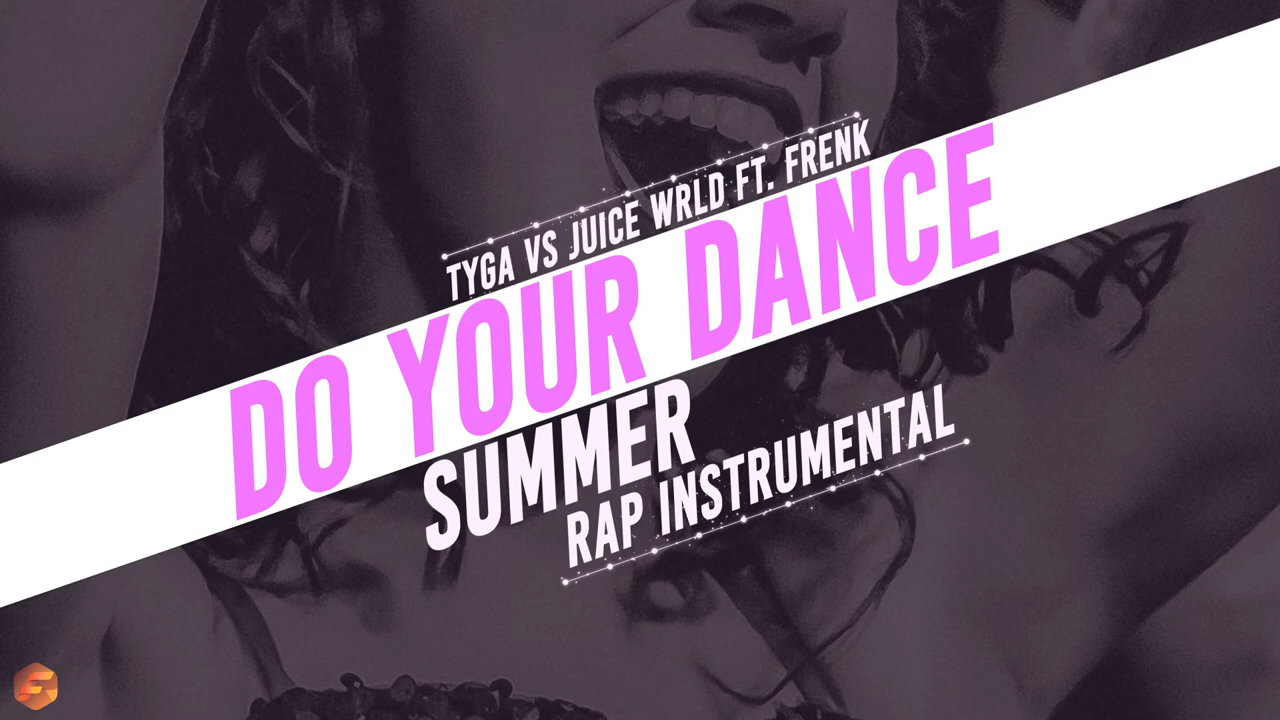 TYGA VS JUICE WRLD FT. FRENK
DO YOUR DANCE
SUMMER
RAP INSTRUMENTAL